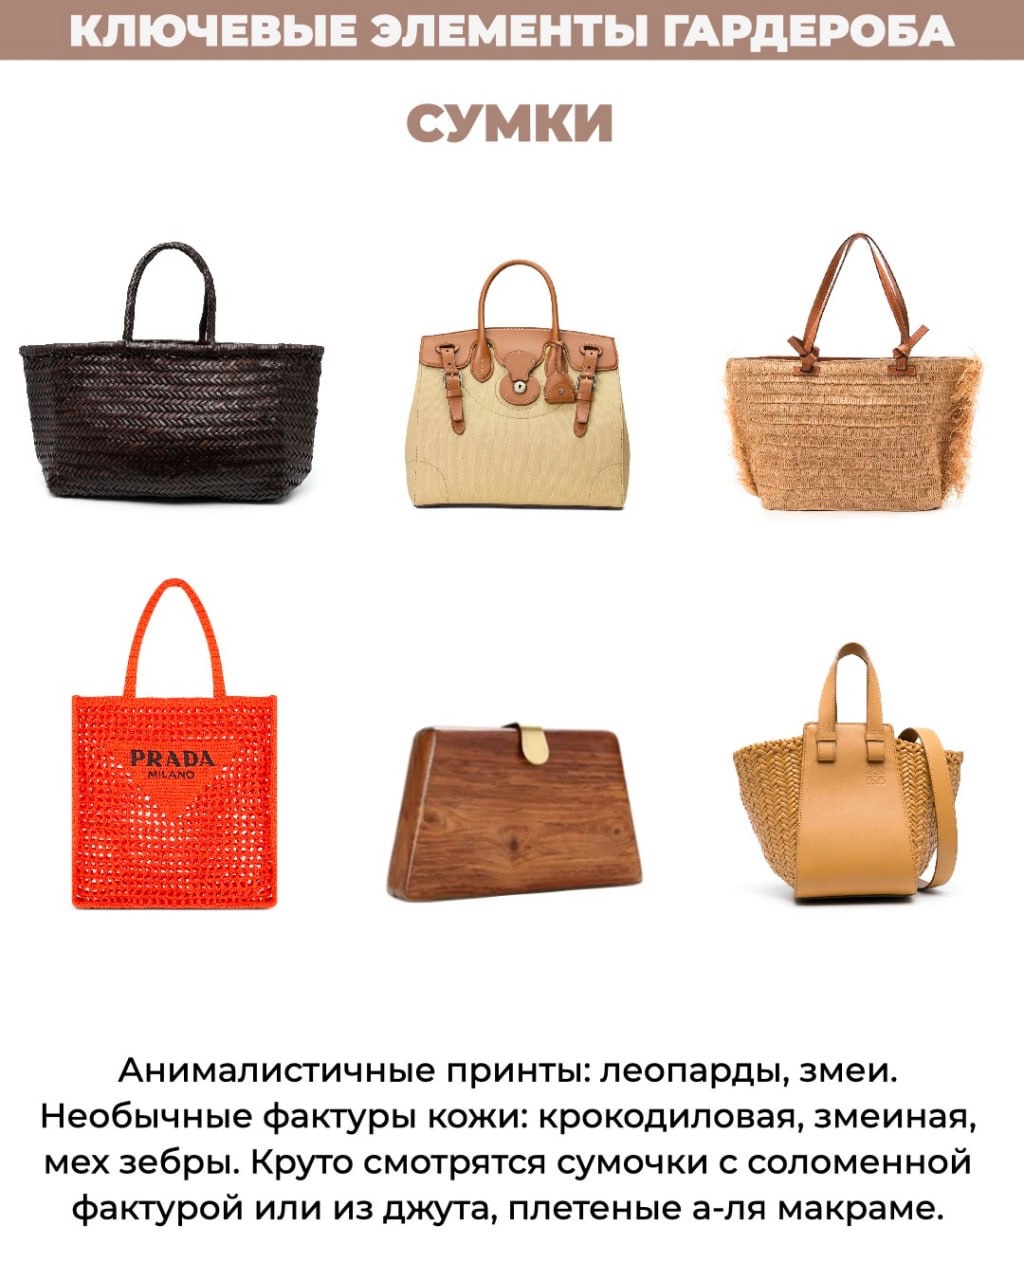 КЛЮЧЕВЫЕ ЭЛЕМЕНТЫ ГАРДЕРОБА
СУМКИ
PRADA
MILANO
Анималистичные принты: леопарды, змеи.
Необычные фактуры кожи: крокодиловая, змеиная,
мех зебры. Круто смотрятся сумочки с соломенной
фактурой или из джута, плетеные а-ля макраме.